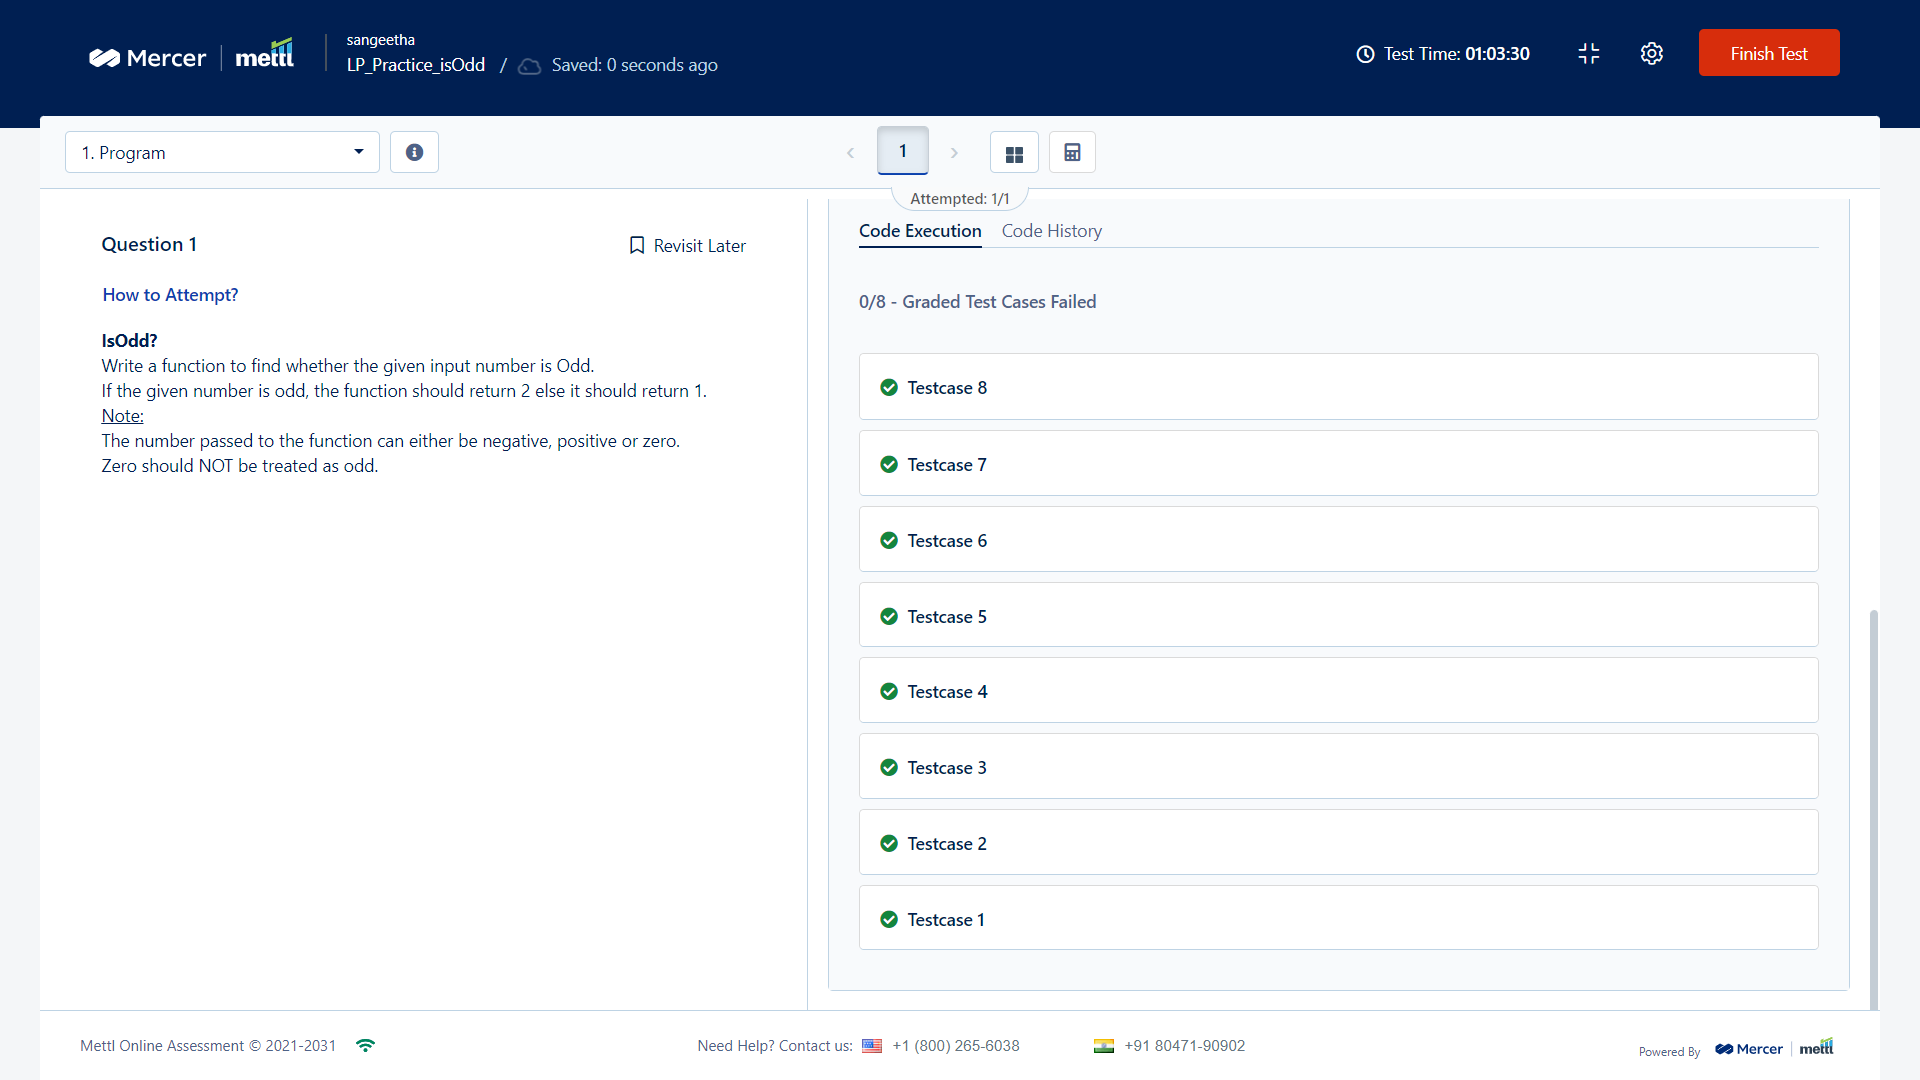 Mercer | mettl
sangeetha
LP_Practice_isOdd / Saved: 0 seconds ago
Test Time: 01:03:30
Finish Test
1. Program
1
Attempted: 1/1
Question 1
Revisit Later
How to Attempt?
IsOdd?
Write a function to find whether the given input number is Odd.
If the given number is odd, the function should return 2 else it should return 1.
Note:
The number passed to the function can either be negative, positive or zero.
Zero should NOT be treated as odd.
Code Execution
Code History
0/8 - Graded Test Cases Failed
Testcase 8
Testcase 7
Testcase 6
Testcase 5
Testcase 4
Testcase 3
Testcase 2
Testcase 1
Mettl Online Assessment © 2021-2031
Need Help? Contact us: +1 (800) 265-6038
+91 80471-90902
Powered By
Mercer | mettl